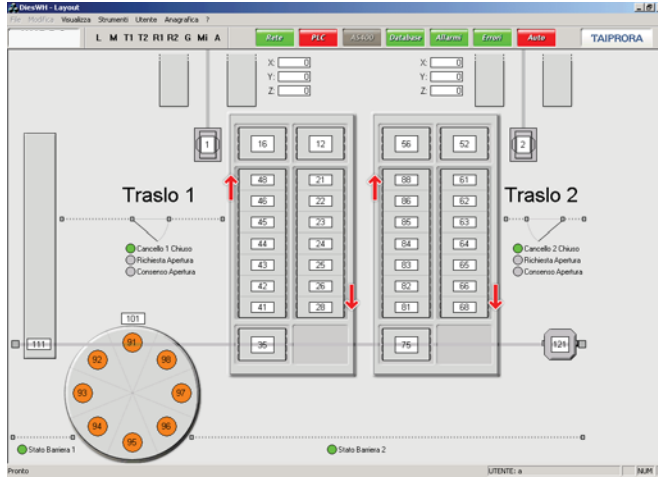 DiesWH - Layout
File Modifica Visualizza Strumenti Utente Anagrafica ?
L M T1 T2 R1 R2 G Mi A Rete PLC AS400 Database Allarmi Errori Auto TAIPRORA
X: 0 X: 0
Y: 0 Y: 0
Z: 0 Z: 0
1 16 12 56 52 2
48 21 88 61
Traslo 1 46 22 86 62 Traslo 2
45 23 85 63
44 24 84 64
Cancello 1 Chiuso Cancello 2 Chiuso
Richiesta Apertura 43 25 83 65 Richiesta Apertura
Consenso Apertura Consenso Apertura
42 26 82 66
41 28 81 68
101
111 91 35 75 121
92 98
93 97
94 96
95
Stato Barriera 1 Stato Barriera 2
Pronto UTENTE: a NUM